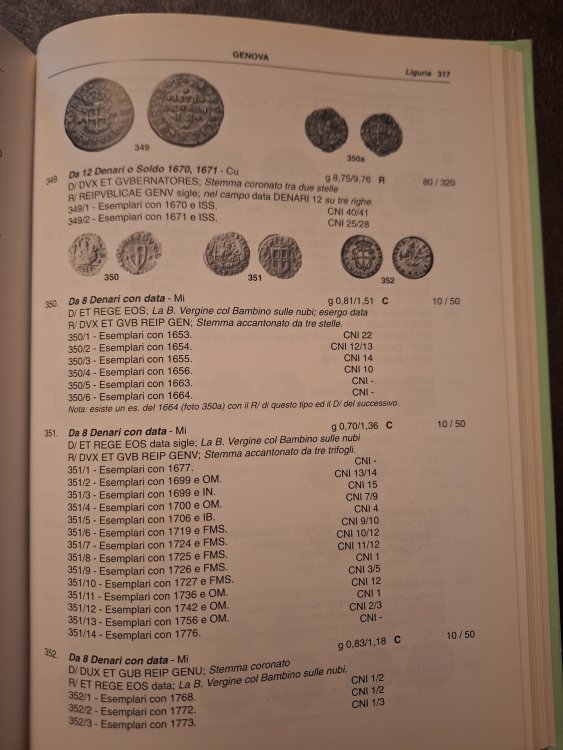 GENOVA
Liguria 317
349
350a
349. Da 12 Denari o Soldo 1670, 1671 - Cu g 8,75/9,76 R 80 / 320
D/ DVX ET GVBERNATORES; Stemma coronato tra due stelle
R/ REIPVBLICAE GENV sigle; nel campo data DENARI 12 su tre righe.
349/1 - Esemplari con 1670 e ISS. CNI 40/41
349/2 - Esemplari con 1671 e ISS. CNI 25/28
350
351
352
350. Da 8 Denari con data - Mi g 0,81/1,51 C 10 / 50
D/ ET REGE EOS; La B. Vergine col Bambino sulle nubi; esergo data
R/ DVX ET GVB REIP GEN; Stemma accantonato da tre stelle.
350/1 - Esemplari con 1653. CNI 22
350/2 - Esemplari con 1654. CNI 12/13
350/3 - Esemplari con 1655. CNI 14
350/4 - Esemplari con 1656. CNI 10
350/5 - Esemplari con 1663. CNI -
350/6 - Esemplari con 1664. CNI -
Nota: esiste un es. del 1664 (foto 350a) con il R/ di questo tipo ed il D/ del successivo.
351. Da 8 Denari con data - Mi g 0,70/1,36 C 10 / 50
D/ ET REGE EOS data sigle; La B. Vergine col Bambino sulle nubi
R/ DVX ET GVB REIP GENV; Stemma accantonato da tre trifogli.
351/1 - Esemplari con 1677. CNI -
351/2 - Esemplari con 1699 e OM. CNI 13/14
351/3 - Esemplari con 1699 e IN. CNI 15
351/4 - Esemplari con 1700 e OM. CNI 7/9
351/5 - Esemplari con 1706 e IB. CNI 4
351/6 - Esemplari con 1719 e FMS. CNI 9/10
351/7 - Esemplari con 1724 e FMS. CNI 10/12
351/8 - Esemplari con 1725 e FMS. CNI 11/12
351/9 - Esemplari con 1726 e FMS. CNI 1
351/10 - Esemplari con 1727 e FMS. CNI 3/5
351/11 - Esemplari con 1736 e OM. CNI 12
351/12 - Esemplari con 1742 e OM. CNI 1
351/13 - Esemplari con 1756 e OM. CNI 2/3
351/14 - Esemplari con 1776. CNI -
352. Da 8 Denari con data - Mi g 0,83/1,18 C 10 / 50
D/ DUX ET GUB REIP GENU; Stemma coronato
R/ ET REGE EOS data; La B. Vergine col Bambino sulle nubi.
352/1 - Esemplari con 1768. CNI 1/2
352/2 - Esemplari con 1772. CNI 1/2
352/3 - Esemplari con 1773. CNI 1/3